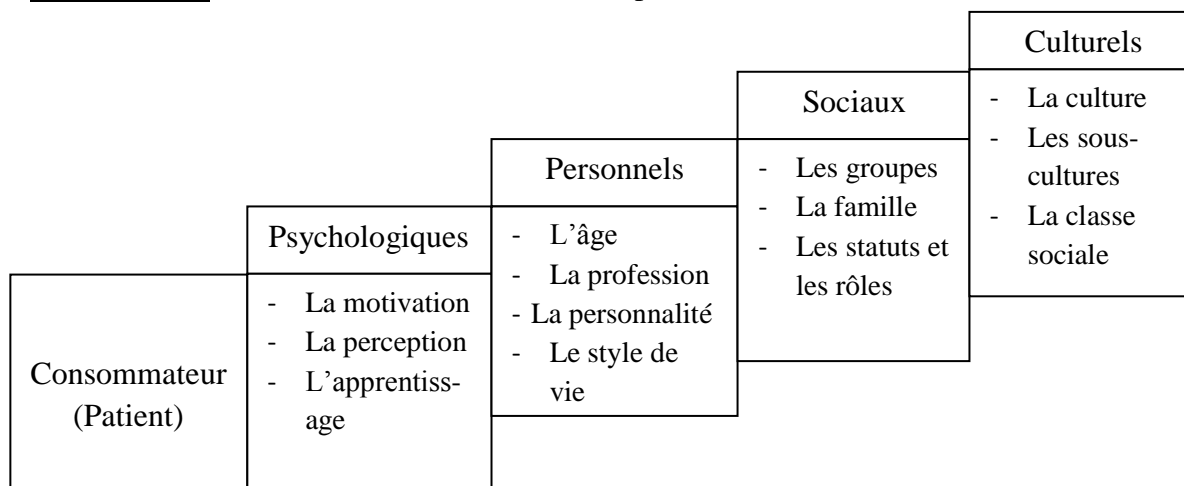 Consommateur
(Patient)
Psychologiques
- La motivation
- La perception
- L’apprentiss-
age
Personnels
- L’âge
- La profession
- La personnalité
- Le style de
vie
Sociaux
- Les groupes
- La famille
- Les statuts et
les rôles
Culturels
- La culture
- Les sous-
cultures
- La classe
sociale